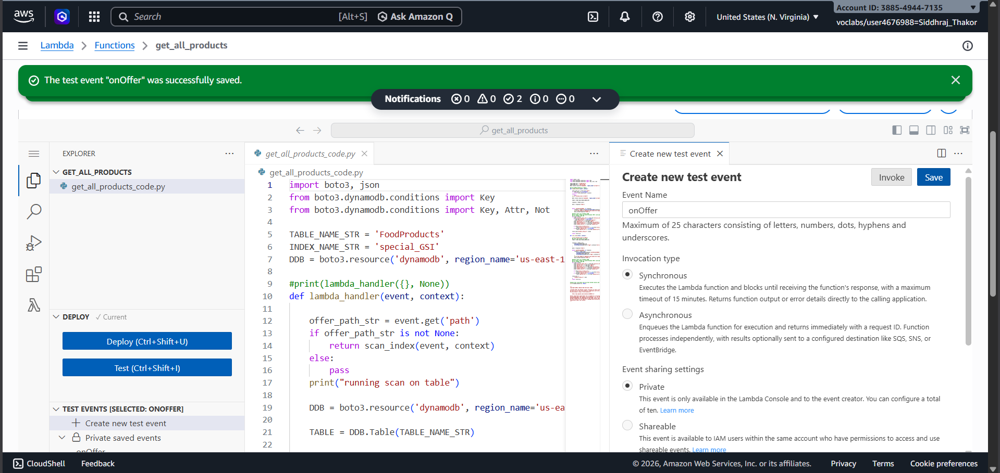 aws
Search
[Alt+S]
Ask Amazon Q
United States (N. Virginia)
Account ID: 3885-4944-7135
voclabs/user4676988=Siddhraj_Thakor
Lambda
Functions
get_all_products
The test event "onOffer" was successfully saved.
Notifications
0
0
2
0
0
get_all_products
EXPLORER
GET_ALL_PRODUCTS
get_all_products_code.py
DEPLOY
Current
Deploy (Ctrl+Shift+U)
Test (Ctrl+Shift+I)
TEST EVENTS [SELECTED: ONOFFER]
Create new test event
Private saved events
onOffer
get_all_products_code.py
get_all_products_code.py
1 import boto3, json
2 from boto3.dynamodb.conditions import Key
3 from boto3.dynamodb.conditions import Key, Attr, Not
4
5 TABLE_NAME_STR = 'FoodProducts'
6 INDEX_NAME_STR = 'special_GSI'
7 DDB = boto3.resource('dynamodb', region_name='us-east-1
8
9 #print(lambda_handler({}, None))
10 def lambda_handler(event, context):
11
12 offer_path_str = event.get('path')
13 if offer_path_str is not None:
14 return scan_index(event, context)
15 else:
16 pass
17 print("running scan on table")
18
19 DDB = boto3.resource('dynamodb', region_name='us-ea
20
21 TABLE = DDB.Table(TABLE_NAME_STR)
22
Create new test event
Create new test event
Invoke
Save
Event Name
onOffer
Maximum of 25 characters consisting of letters, numbers, dots, hyphens and
underscores.
Invocation type
Synchronous
Executes the Lambda function and blocks until receiving the function's response, with a maximum
timeout of 15 minutes. Returns function output or error details directly to the calling application.
Asynchronous
Enqueues the Lambda function for execution and returns immediately with a request ID. Function
processes independently, with results optionally sent to a configured destination like SQS, SNS, or
EventBridge.
Event sharing settings
Private
This event is only available in the Lambda Console and to the event creator. You can configure a total
of ten. Learn more
Shareable
This event is available to IAM users within the same account who have permissions to access and use
shareable events. Learn more
CloudShell
Feedback
© 2026, Amazon Web Services, Inc. or its affiliates.
Privacy
Terms
Cookie preferences